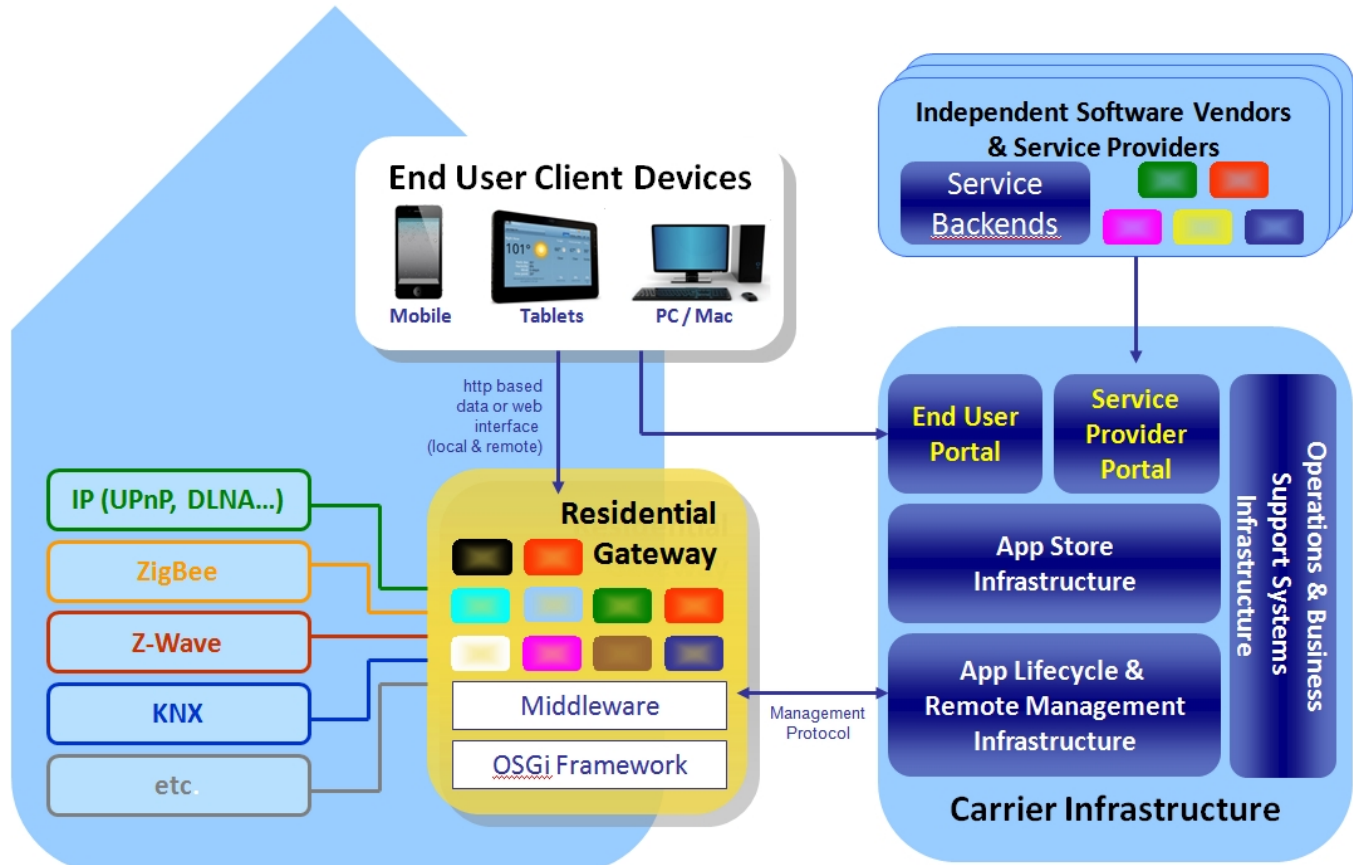 Independent Software Vendors
& Service Providers
Service
Backends
End User Client Devices
101°
Mobile
Tablets
PC / Mac
http based
data or web
interface
(local & remote)
End User
Portal
Service
Provider
Portal
Operations & Business
Support Systems
Infrastructure
IP (UPnP, DLNA...)
ZigBee
Z-Wave
KNX
etc.
Residential
Gateway
Middleware
OSGi Framework
Management
Protocol
App Store
Infrastructure
App Lifecycle &
Remote Management
Infrastructure
Carrier Infrastructure